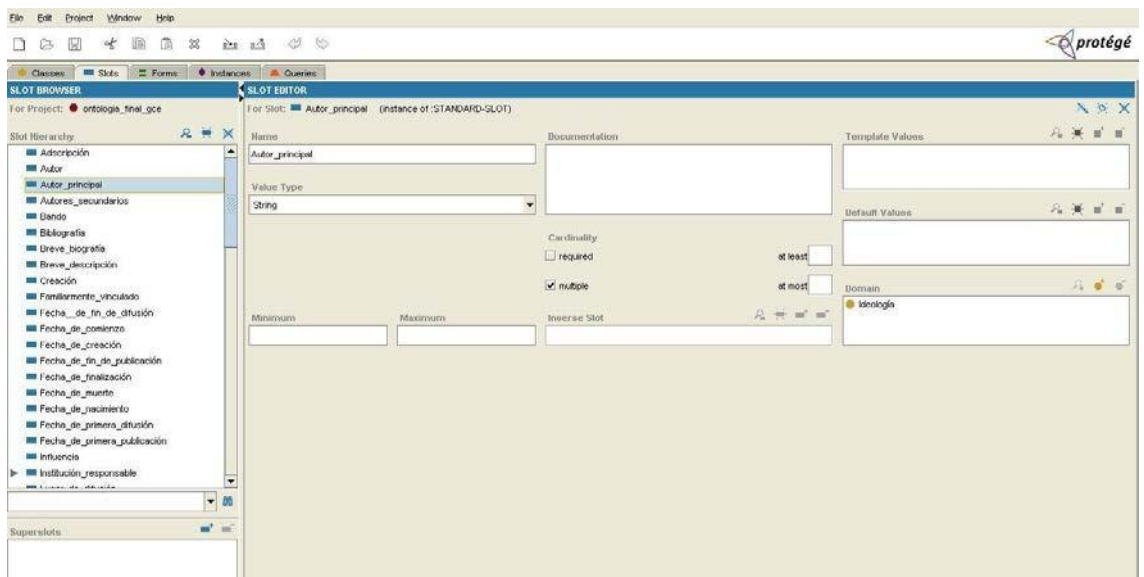 File Edit Project Window Help
protégé
Classes Slots Forms Instances Queries
SLOT BROWSER
For Project: ontologia_final_gce
Slot Hierarchy
Adscripción
Autor
Autor_principal
Autores_secundarios
Bando
Bibliografía
Breve_biografía
Breve_descripción
Creación
Familiarmente_vinculado
Fecha__de_fin_de_difusión
Fecha_de_comienzo
Fecha_de_creación
Fecha_de_fin_de_publicación
Fecha_de_finalización
Fecha_de_muerte
Fecha_de_nacimiento
Fecha_de_primera_difusión
Fecha_de_primera_publicación
Influencia
Institución_responsable
Superslots
SLOT EDITOR
For Slot: Autor_principal (instance of :STANDARD-SLOT)
Name
Autor_principal
Value Type
String
Minimum Maximum
Documentation
Cardinality
required at least
multiple at most
Inverse Slot
Template Values
Default Values
Domain
Ideología